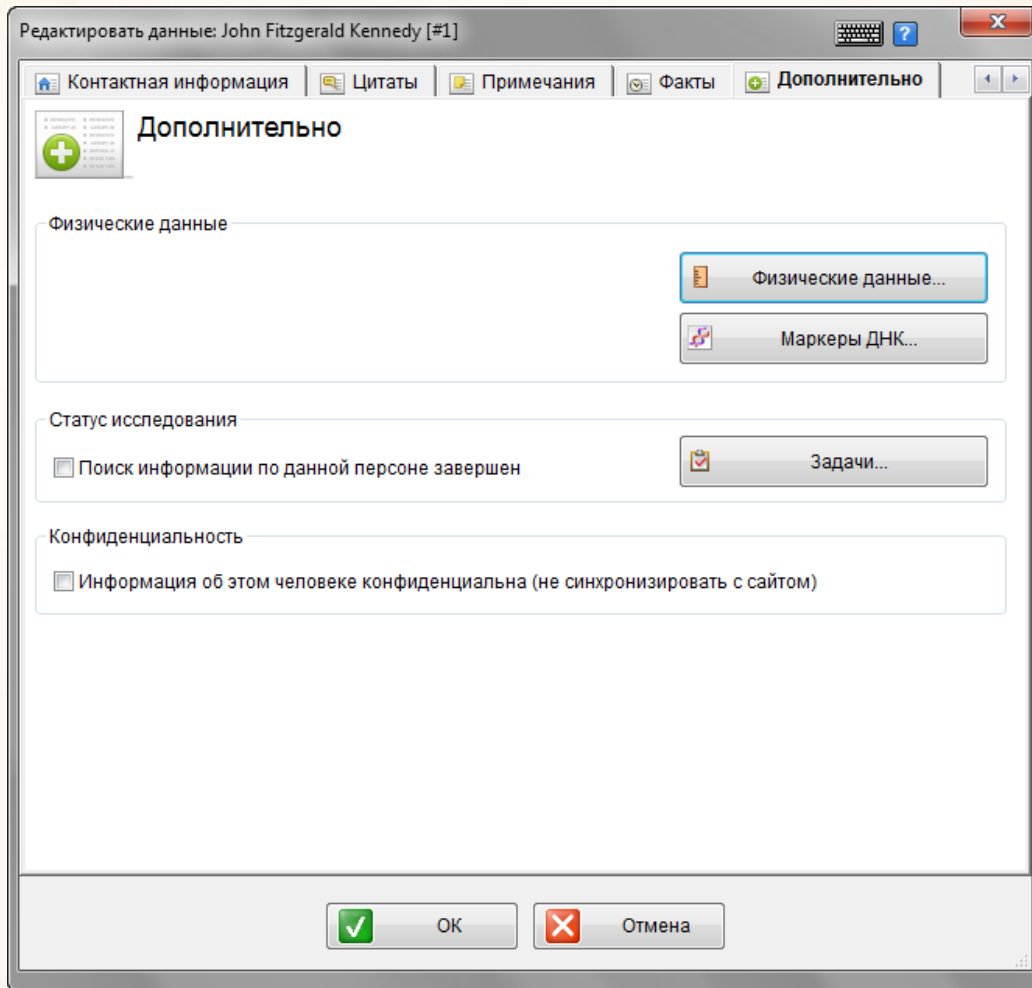 Редактировать данные: John Fitzgerald Kennedy [#1]
?
Контактная информация Цитаты Примечания Факты Дополнительно
Дополнительно
Физические данные
Физические данные...
Маркеры ДНК...
Статус исследования
Поиск информации по данной персоне завершен
Задачи...
Конфиденциальность
Информация об этом человеке конфиденциальна (не синхронизировать с сайтом)
ОК Отмена